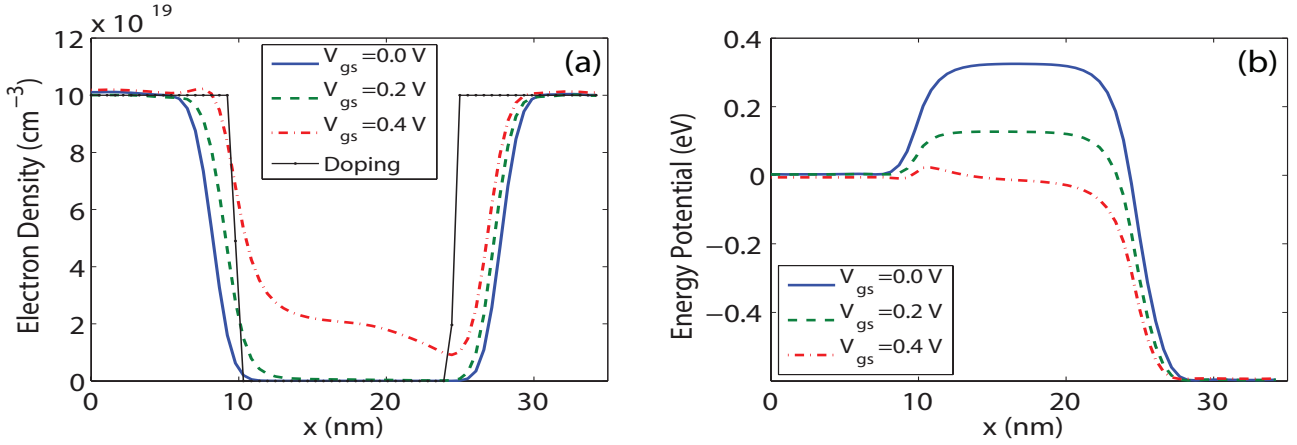 x 10 19
12
10
8
6
4
2
0
Electron Density (cm−3)
0
10
20
30
x (nm)
(a)
V gs =0.0 V
V gs =0.2 V
V gs =0.4 V
Doping
0.4
0.2
0
−0.2
−0.4
Energy Potential (eV)
0
10
20
30
x (nm)
(b)
V gs =0.0 V
V gs =0.2 V
V gs =0.4 V